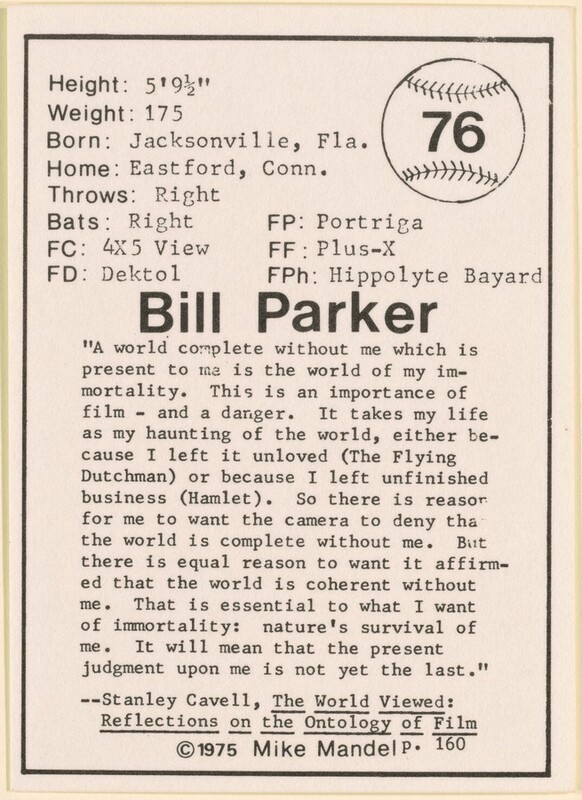 Height: 5'9½"
Weight: 175
76
Born: Jacksonville, Fla.
Home: Eastford, Conn.
Throws: Right
Bats: Right FP: Portriga
FC: 4X5 View FF: Plus-X
FD: Dektol FPh: Hippolyte Bayard
Bill Parker
"A world complete without me which is
present to me is the world of my im-
mortality. This is an importance of
film - and a danger. It takes my life
as my haunting of the world, either be-
cause I left it unloved (The Flying
Dutchman) or because I left unfinished
business (Hamlet). So there is reason
for me to want the camera to deny tha
the world is complete without me. But
there is equal reason to want it affirm-
ed that the world is coherent without
me. That is essential to what I want
of immortality: nature's survival of
me. It will mean that the present
judgment upon me is not yet the last."
--Stanley Cavell, The World Viewed:
Reflections on the Ontology of Film
©1975 Mike Mandel p. 160